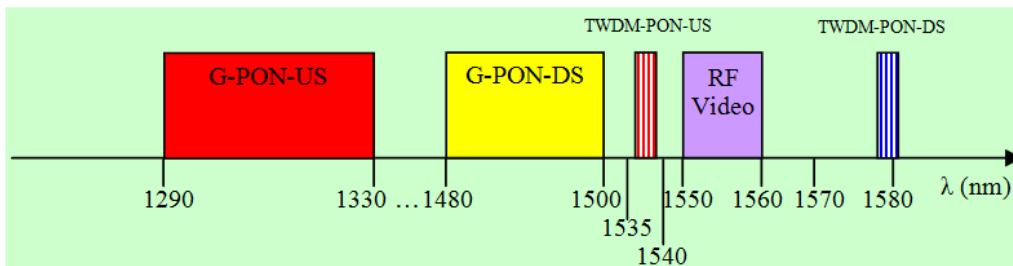 TWDM-PON-US
TWDM-PON-DS
G-PON-US
G-PON-DS
RF
Video
1290
1330
…1480
1500
1550
1560
1570
1580
λ (nm)
1535
1540